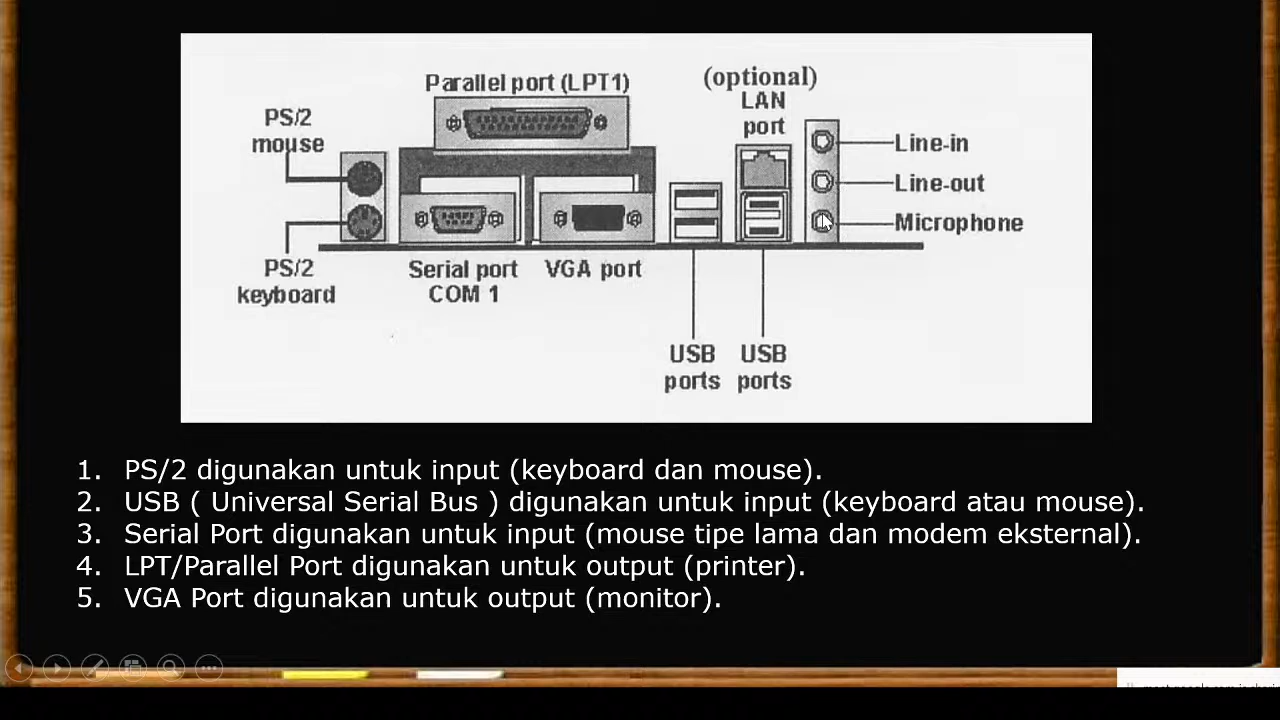 Parallel port (LPT1)
(optional)
LAN
port
PS/2
mouse
Line-in
Line-out
Microphone
PS/2
keyboard
Serial port
COM 1
VGA port
USB
ports
USB
ports
1. PS/2 digunakan untuk input (keyboard dan mouse).
2. USB ( Universal Serial Bus ) digunakan untuk input (keyboard atau mouse).
3. Serial Port digunakan untuk input (mouse tipe lama dan modem eksternal).
4. LPT/Parallel Port digunakan untuk output (printer).
5. VGA Port digunakan untuk output (monitor).